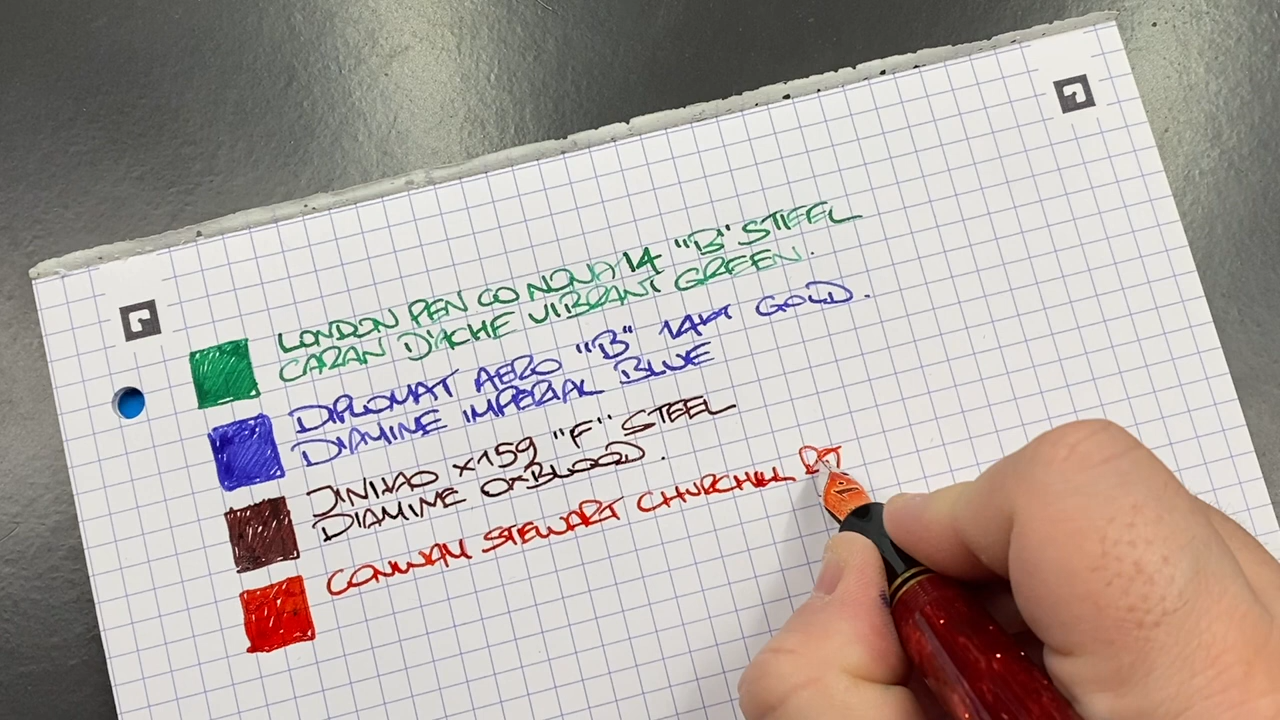 LONDON PEN CO NOVA 14 "B" STEEL
CARAN D'ACHE VIBRANT GREEN.
DIPLOMAT AERO "B" 14KT GOLD.
DIAMINE IMPERIAL BLUE
JINHAO X159 "F" STEEL
DIAMINE OXBLOOD.
CONWAY STEWART CHURCHILL